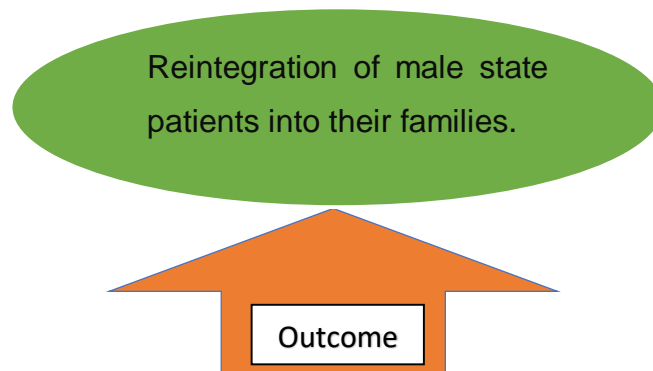 Reintegration of male state
patients into their families.
Outcome